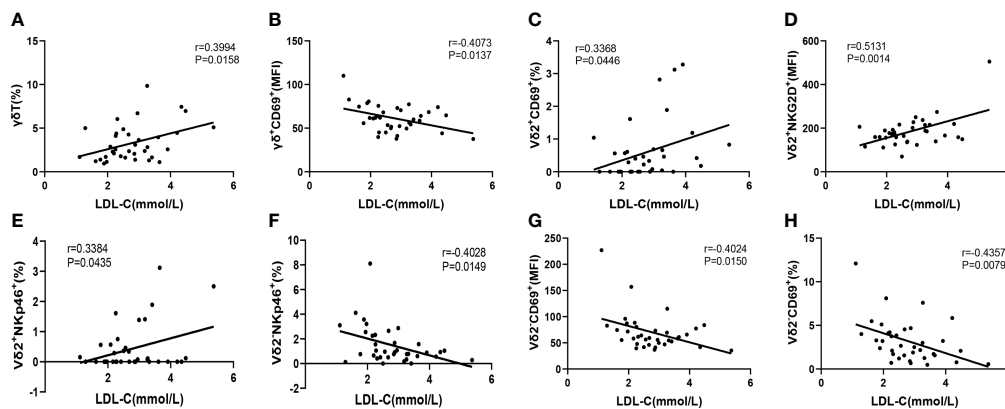 A
r=0.3994
P=0.0158
γδT(%)
15
10
5
0
0 2 4 6
LDL-C(mmol/L)
B
r=-0.4073
P=0.0137
γδ⁺CD69⁺(MFI)
150
100
50
0
0 2 4 6
LDL-C(mmol/L)
C
r=0.3368
P=0.0446
Vδ2⁺CD69⁺(%)
4
3
2
1
0
0 2 4 6
LDL-C(mmol/L)
D
r=0.5131
P=0.0014
Vδ2⁺NKG2D⁺(MFI)
600
400
200
0
0 2 4 6
LDL-C(mmol/L)
E
r=0.3384
P=0.0435
Vδ2⁺NKp46⁺(%)
4
3
2
1
0
-1
2 4 6
LDL-C(mmol/L)
F
r=-0.4028
P=0.0149
Vδ2⁻NKp46⁺(%)
10
8
6
4
2
0
-2
2 4 6
LDL-C(mmol/L)
G
r=-0.4024
P=0.0150
Vδ2⁻CD69⁺(MFI)
250
200
150
100
50
0
0 2 4 6
LDL-C(mmol/L)
H
r=-0.4357
P=0.0079
Vδ2⁻CD69⁺(%)
15
10
5
0
0 2 4 6
LDL-C(mmol/L)